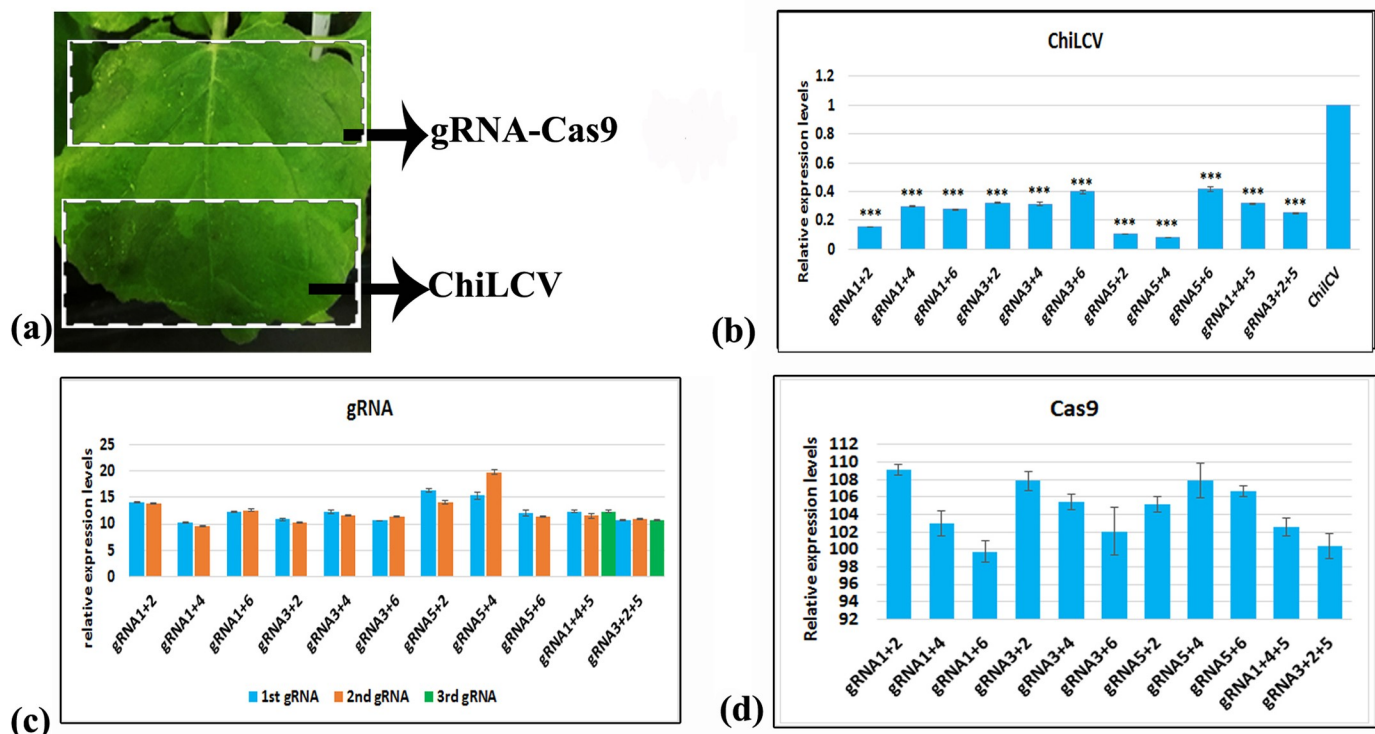 gRNA-Cas9
ChiLCV
(a)
ChiLCV
Relative expression levels
1.2
1
0.8
0.6
0.4
0.2
0
***
***
***
***
***
***
***
***
***
***
***
gRNA1+2
gRNA1+4
gRNA1+6
gRNA3+2
gRNA3+4
gRNA3+6
gRNA5+2
gRNA5+4
gRNA5+6
gRNA1+4+5
gRNA3+2+5
ChilCV
(b)
gRNA
relative expression levels
25
20
15
10
5
0
gRNA1+2
gRNA1+4
gRNA1+6
gRNA3+2
gRNA3+4
gRNA3+6
gRNA5+2
gRNA5+4
gRNA5+6
gRNA1+4+5
gRNA3+2+5
1st gRNA 2nd gRNA 3rd gRNA
(c)
Cas9
Relative expression levels
112
110
108
106
104
102
100
98
96
94
92
gRNA1+2
gRNA1+4
gRNA1+6
gRNA3+2
gRNA3+4
gRNA3+6
gRNA5+2
gRNA5+4
gRNA5+6
gRNA1+4+5
gRNA3+2+5
(d)